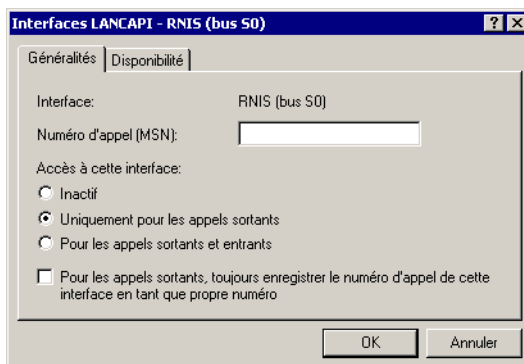 Interfaces LANCAPI - RNIS (bus S0)
Généralités Disponibilité
Interface: RNIS (bus S0)
Numéro d'appel (MSN):
Accès à cette interface:
Inactif
Uniquement pour les appels sortants
Pour les appels sortants et entrants
Pour les appels sortants, toujours enregistrer le numéro d'appel de cette
interface en tant que propre numéro
OK Annuler